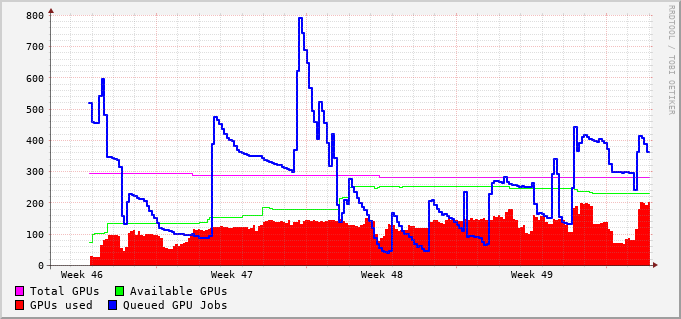 800
700
600
500
400
300
200
100
0
Week 46 Week 47 Week 48 Week 49
Total GPUs Available GPUs
GPUs used Queued GPU Jobs
RRDTOOL / TOBI OETIKER